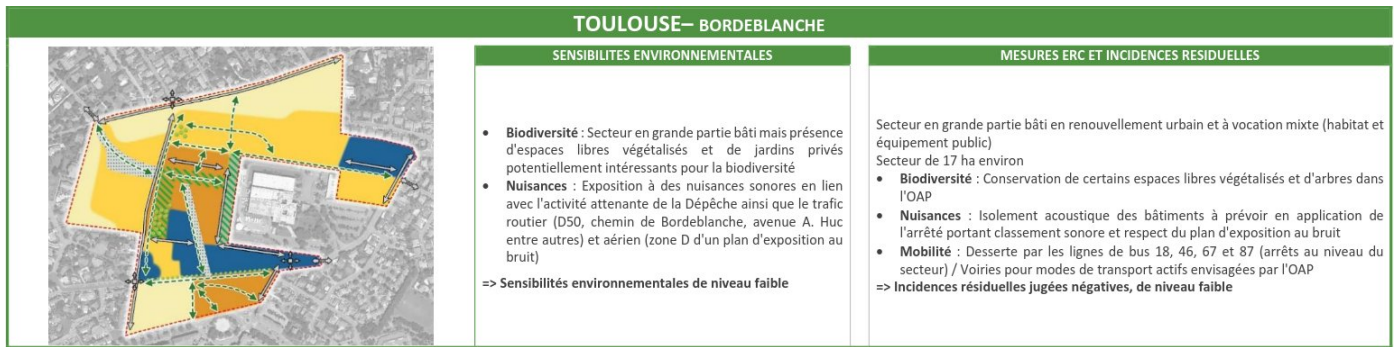 TOULOUSE– BORDEBLANCHE
SENSIBILITES ENVIRONNEMENTALES
• Biodiversité : Secteur en grande partie bâti mais présence
d'espaces libres végétalisés et de jardins privés
potentiellement intéressants pour la biodiversité
• Nuisances : Exposition à des nuisances sonores en lien
avec l'activité attenante de la Dépêche ainsi que le trafic
routier (D50, chemin de Bordeblanche, avenue A. Huc
entre autres) et aérien (zone D d'un plan d'exposition au
bruit)
=> Sensibilités environnementales de niveau faible
MESURES ERC ET INCIDENCES RESIDUELLES
Secteur en grande partie bâti en renouvellement urbain et à vocation mixte (habitat et
équipement public)
Secteur de 17 ha environ
• Biodiversité : Conservation de certains espaces libres végétalisés et d'arbres dans
l'OAP
• Nuisances : Isolement acoustique des bâtiments à prévoir en application de
l'arrêté portant classement sonore et respect du plan d'exposition au bruit
• Mobilité : Desserte par les lignes de bus 18, 46, 67 et 87 (arrêts au niveau du
secteur) / Voiries pour modes de transport actifs envisagées par l'OAP
=> Incidences résiduelles jugées négatives, de niveau faible